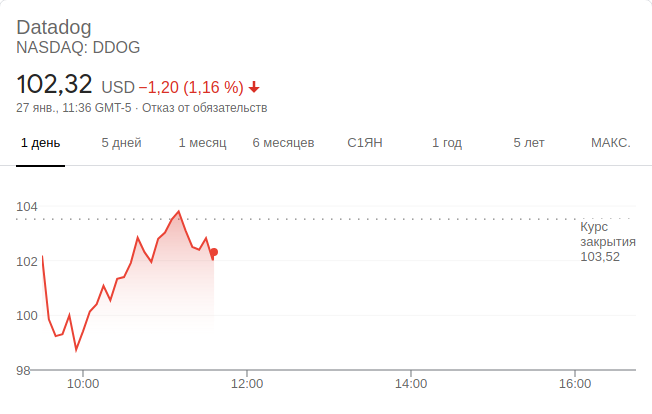 Datadog
NASDAQ: DDOG
102,32 USD −1,20 (1,16 %)
27 янв., 11:36 GMT-5 · Отказ от обязательств
1 день 5 дней 1 месяц 6 месяцев С1ЯН 1 год 5 лет МАКС.
104
Курс
закрытия
103,52
102
100
98
10:00 12:00 14:00 16:00